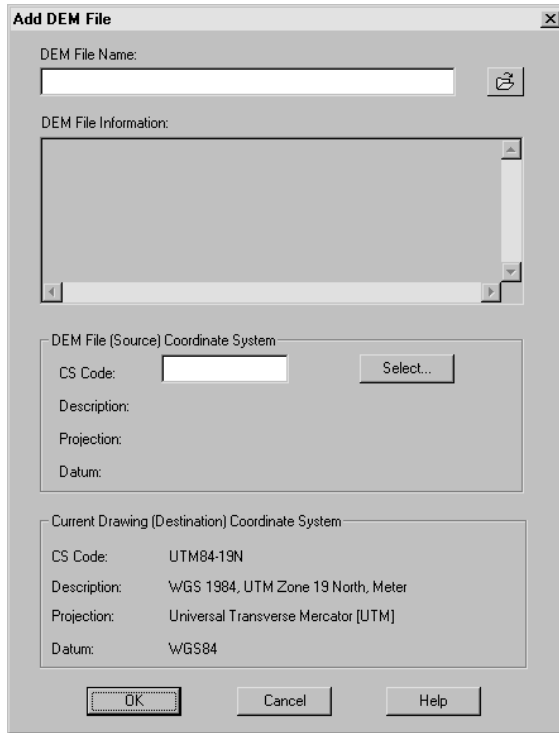 Add DEM File
DEM File Name:
DEM File Information:
DEM File (Source) Coordinate System
CS Code:
Select...
Description:
Projection:
Datum:
Current Drawing (Destination) Coordinate System
CS Code: UTM84-19N
Description: WGS 1984, UTM Zone 19 North, Meter
Projection: Universal Transverse Mercator [UTM]
Datum: WGS84
OK Cancel Help